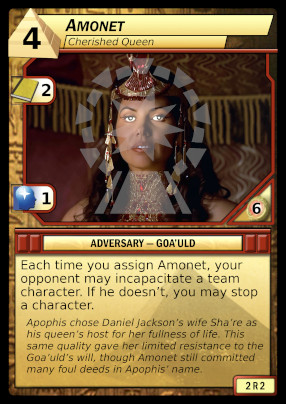 4
AMONET
Cherished Queen
2
1
6
ADVERSARY — GOA'ULD
Each time you assign Amonet, your
opponent may incapacitate a team
character. If he doesn't, you may stop
a character.
Apophis chose Daniel Jackson's wife Sha're as
his queen's host for her fullness of life. This
same quality gave her limited resistance to the
Goa'uld's will, though Amonet still committed
many foul deeds in Apophis' name.
2 R 2